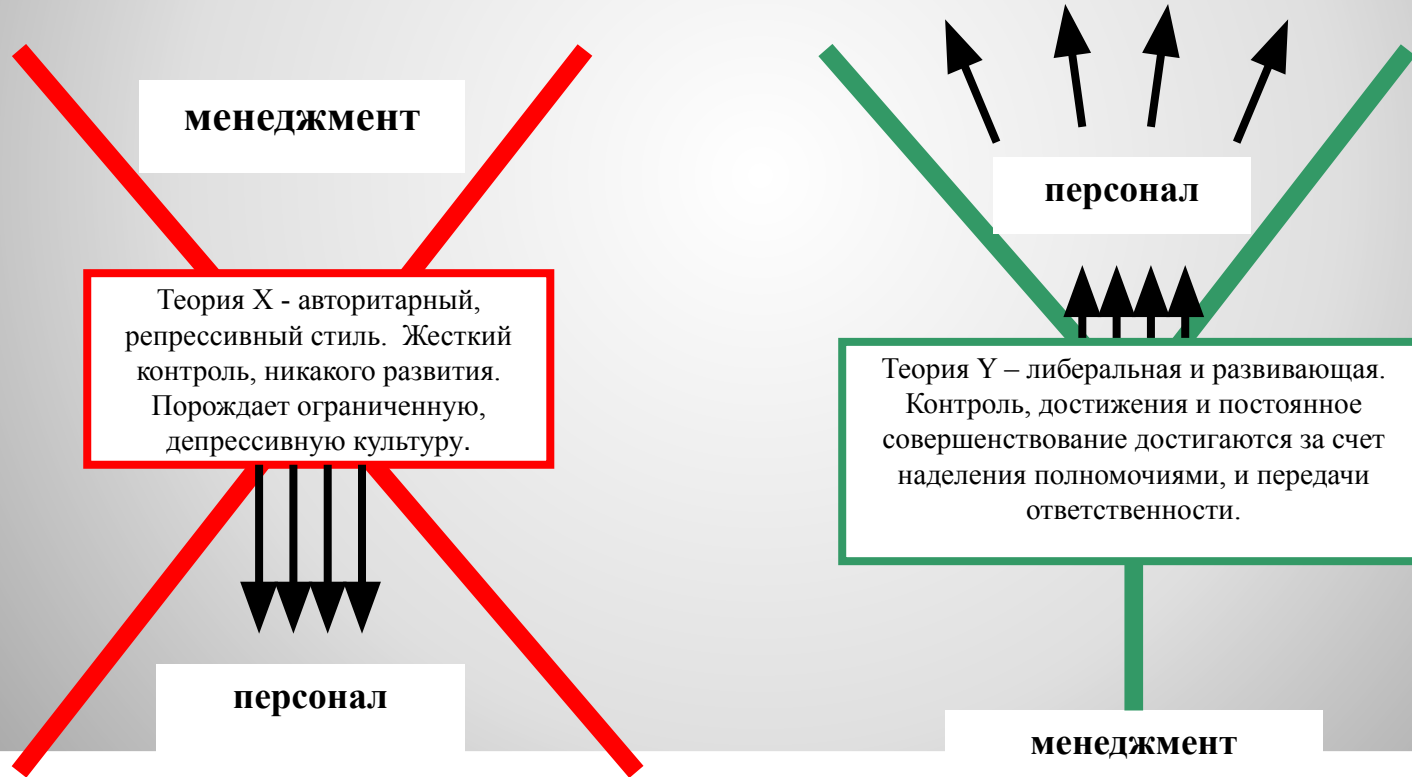 менеджмент
Теория X - авторитарный,
репрессивный стиль. Жесткий
контроль, никакого развития.
Порождает ограниченную,
депрессивную культуру.
персонал
персонал
Теория Y – либеральная и развивающая.
Контроль, достижения и постоянное
совершенствование достигаются за счет
наделения полномочиями, и передачи
ответственности.
менеджмент